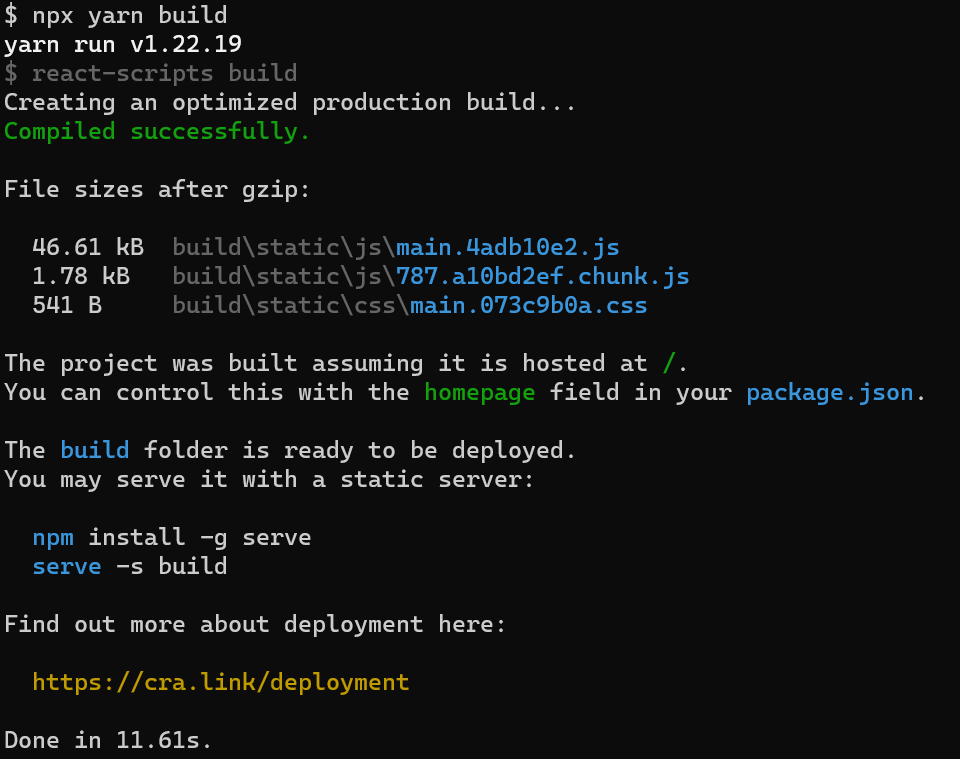 $ npx yarn build
yarn run v1.22.19
$ react-scripts build
Creating an optimized production build...
Compiled successfully.

File sizes after gzip:

  46.61 kB  build\static\js\main.4adb10e2.js
  1.78 kB   build\static\js\787.a10bd2ef.chunk.js
  541 B     build\static\css\main.073c9b0a.css

The project was built assuming it is hosted at /.
You can control this with the homepage field in your package.json.

The build folder is ready to be deployed.
You may serve it with a static server:

  npm install -g serve
  serve -s build

Find out more about deployment here:

  https://cra.link/deployment

Done in 11.61s.